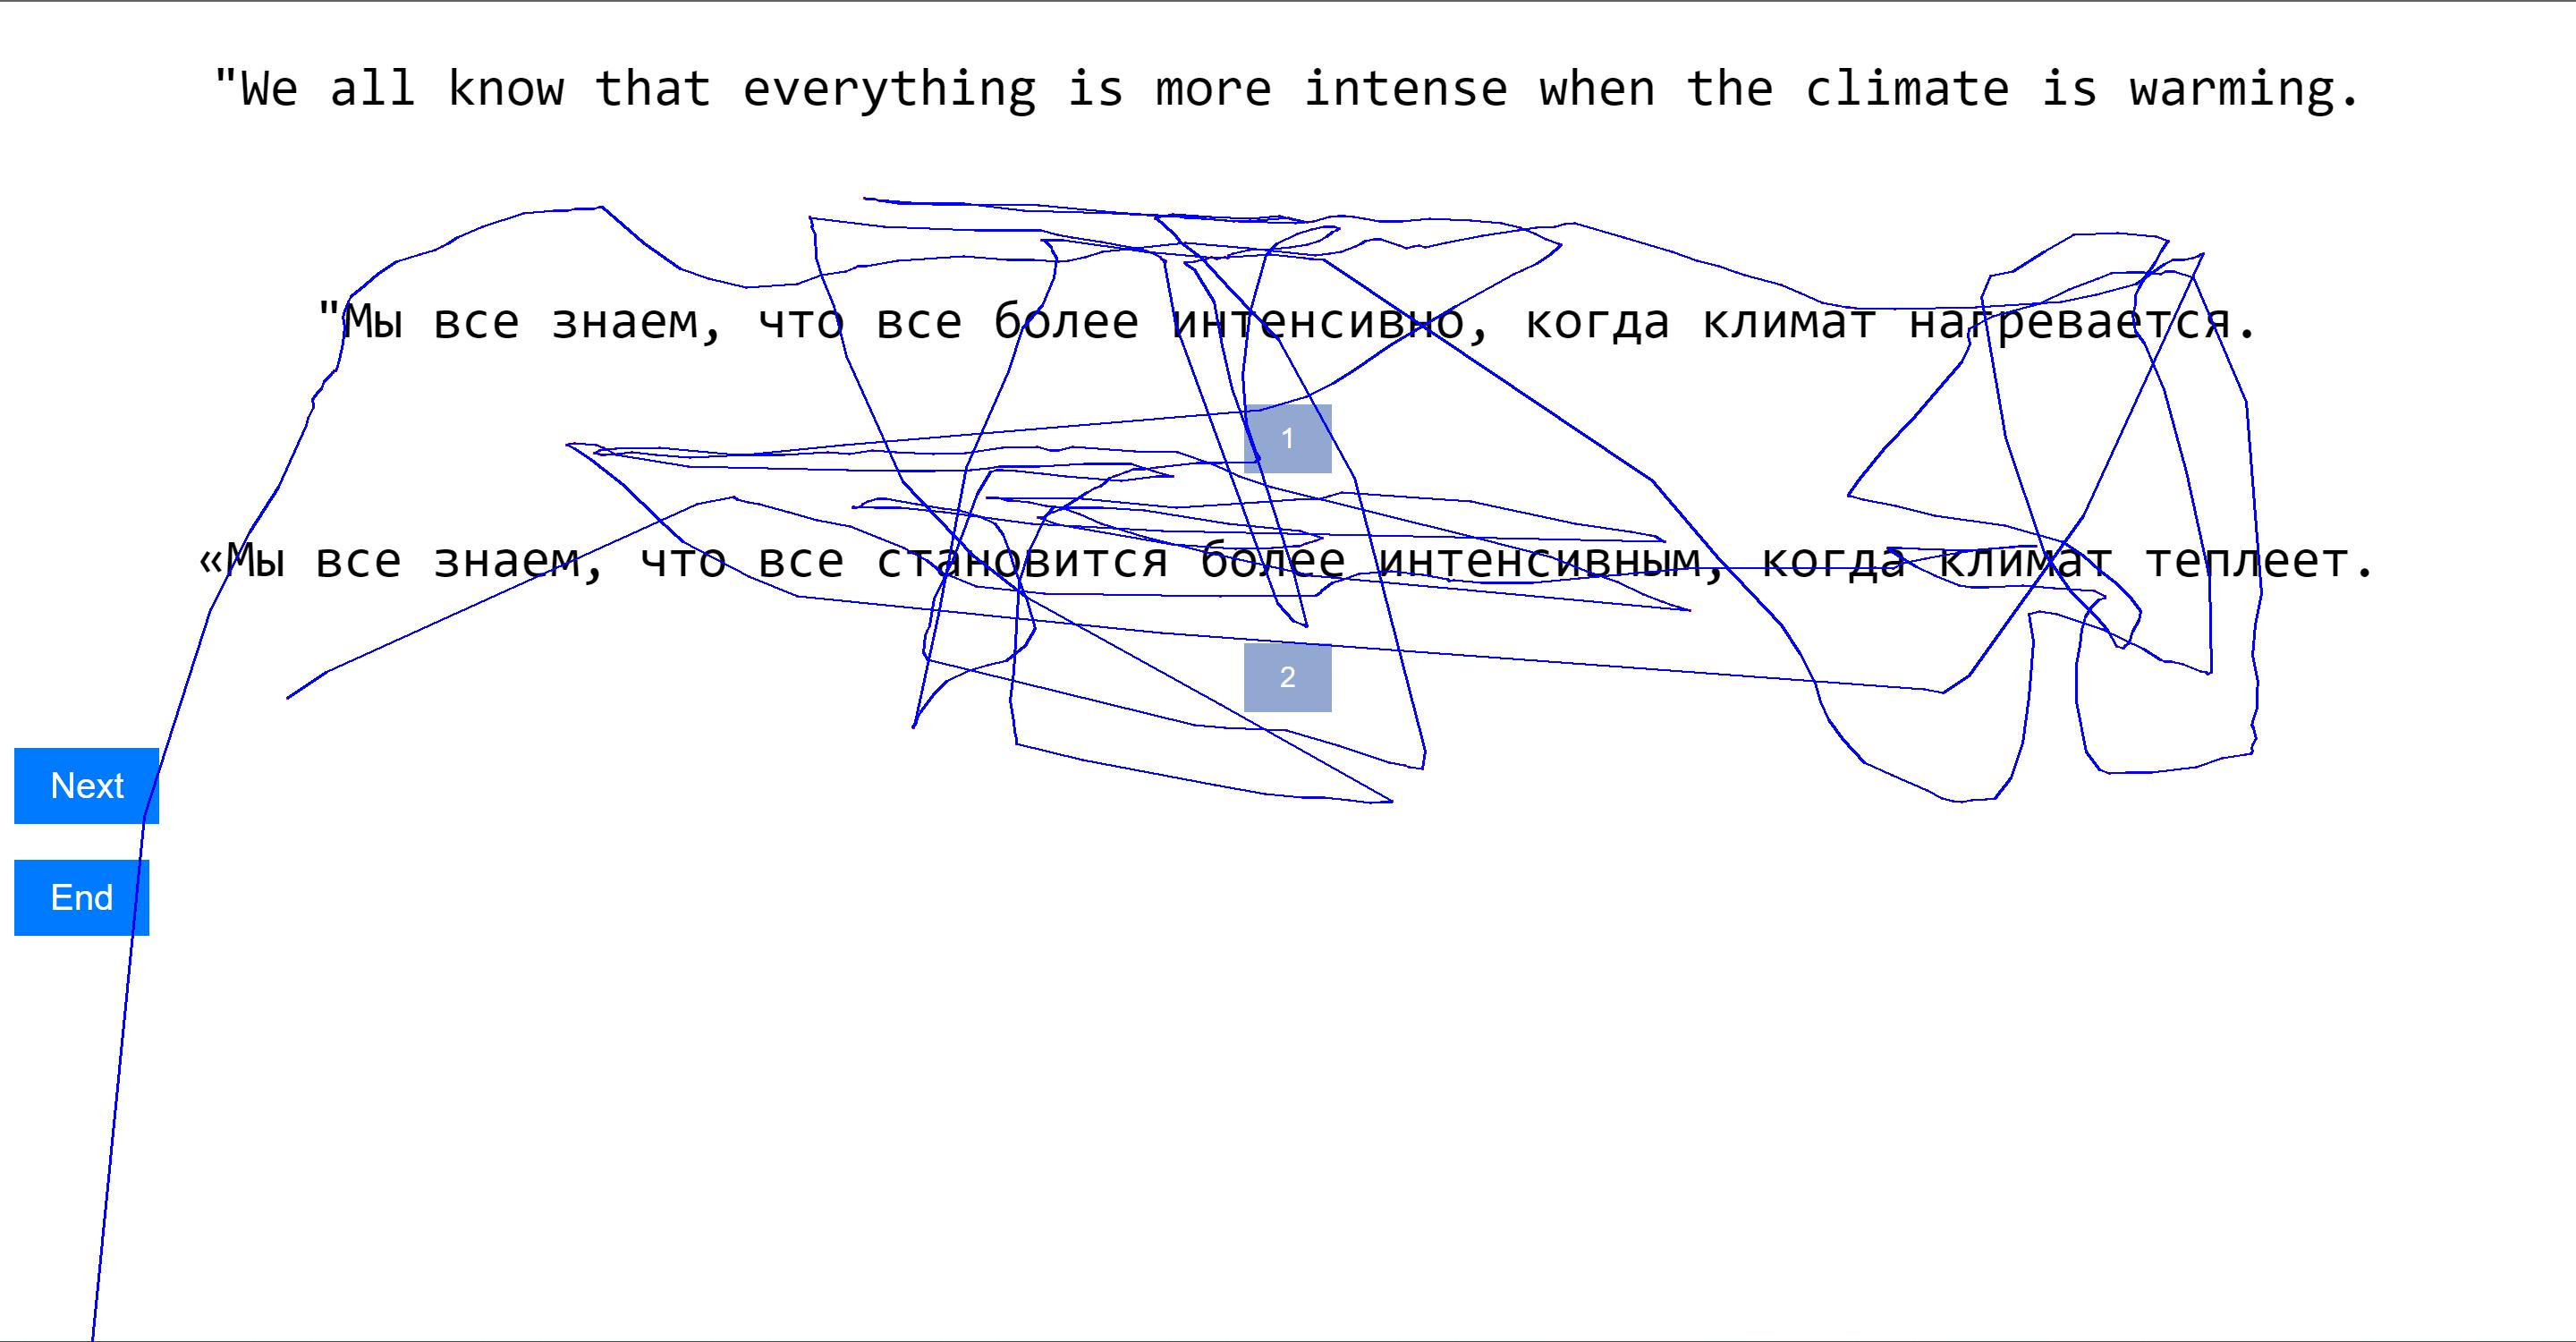 "We all know that everything is more intense when the climate is warming.
"Мы все знаем, что все более интенсивно, когда климат нагревается.
1
«Мы все знаем, что все становится более интенсивным, когда климат теплеет.
2
Next
End